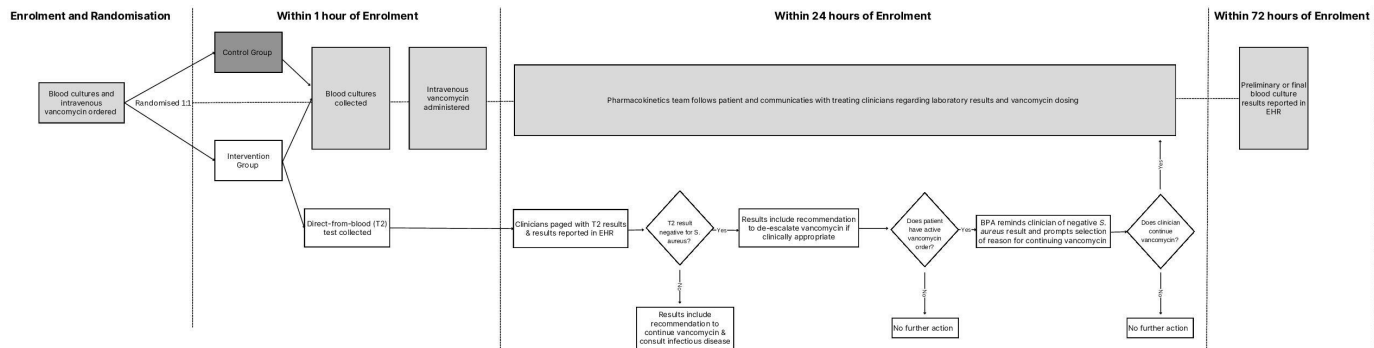 Enrolment and Randomisation
Within 1 hour of Enrolment
Within 24 hours of Enrolment
Within 72 hours of Enrolment
Control Group
Blood cultures and
intravenous
vancomycin ordered
Randomised 1:1
Blood cultures
collected
Intravenous
vancomycin
administered
Pharmacokinetics team follows patient and communicaties with treating clinicians regarding laboratory results and vancomycin dosing
Preliminary or final
blood culture
results reported in
EHR
Intervention
Group
Direct-from-blood (T2)
test collected
Clinicians paged with T2 results
& results reported in EHR
T2 result
negative for S.
aureus?
Yes
Results include recommendation
to de-escalate vancomycin if
clinically appropriate
Does patient
have active
vancomycin
order?
Yes
BPA reminds clinician of negative S.
aureus result and prompts selection
of reason for continuing vancomycin
Does clinician
continue
vancomycin?
Yes
No
No
No
Results include
recommendation to
continue vancomycin &
consult infectious disease
No further action
No further action